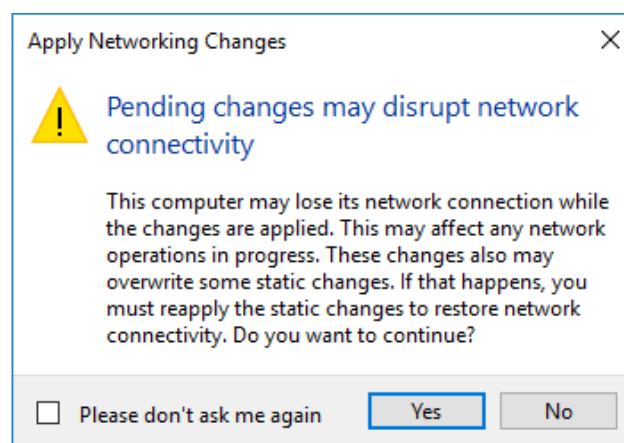 Apply Networking Changes
Pending changes may disrupt network
connectivity
This computer may lose its network connection while
the changes are applied. This may affect any network
operations in progress. These changes also may
overwrite some static changes. If that happens, you
must reapply the static changes to restore network
connectivity. Do you want to continue?
Please don't ask me again
Yes
No